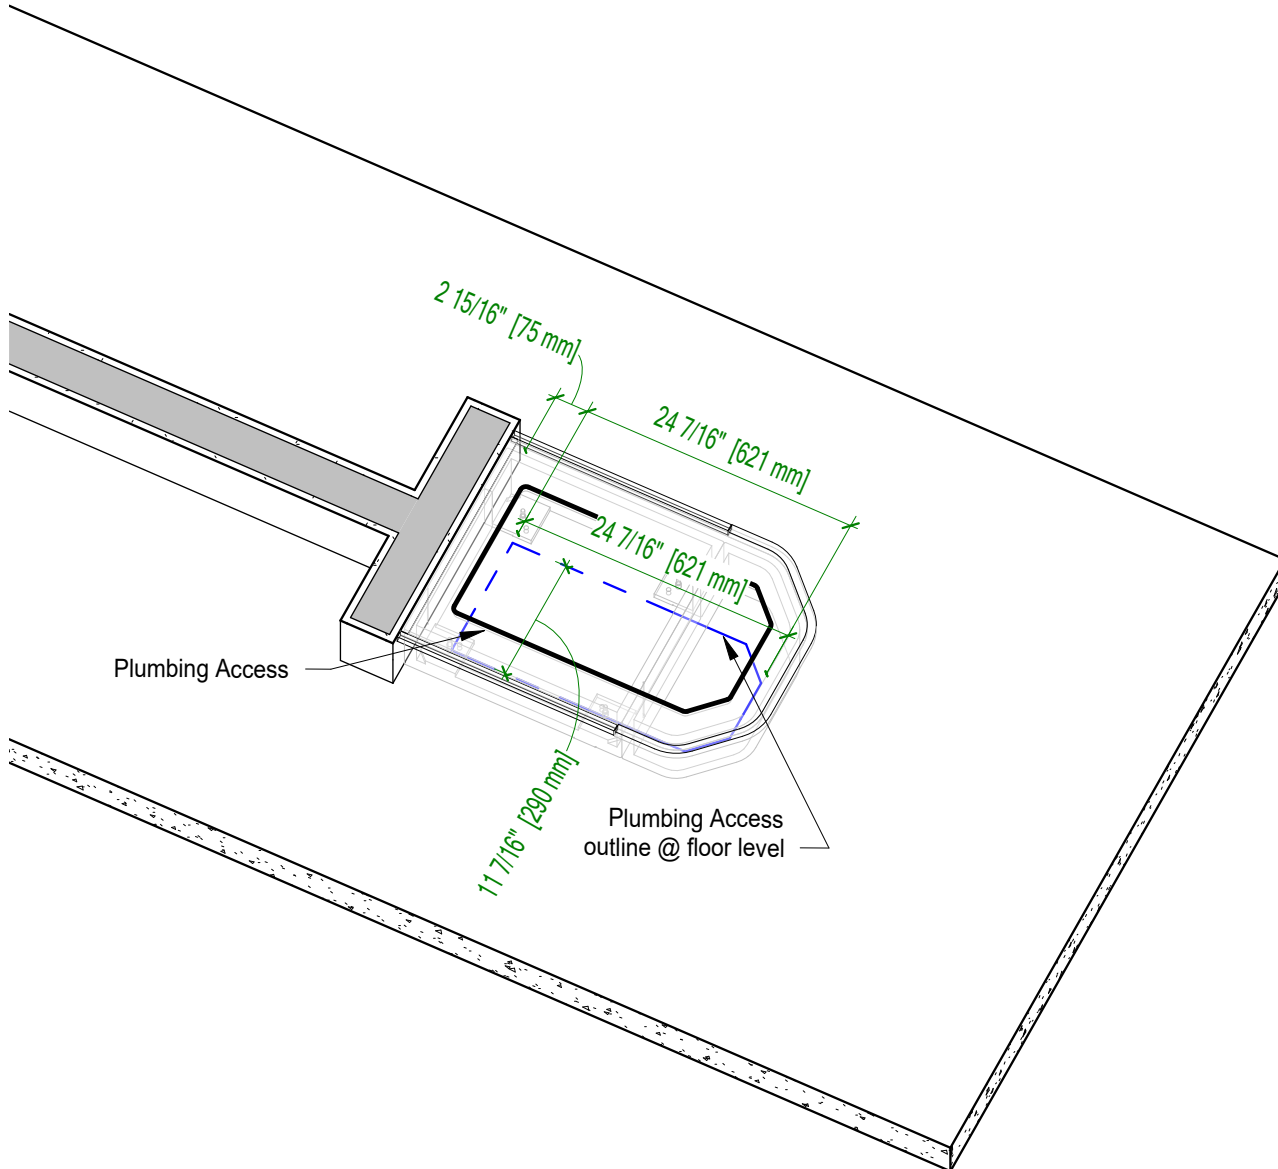 2 15/16" [75 mm]
24 7/16" [621 mm]
24 7/16" [621 mm]
Plumbing Access
11 7/16" [290 mm]
Plumbing Access
outline @ floor level